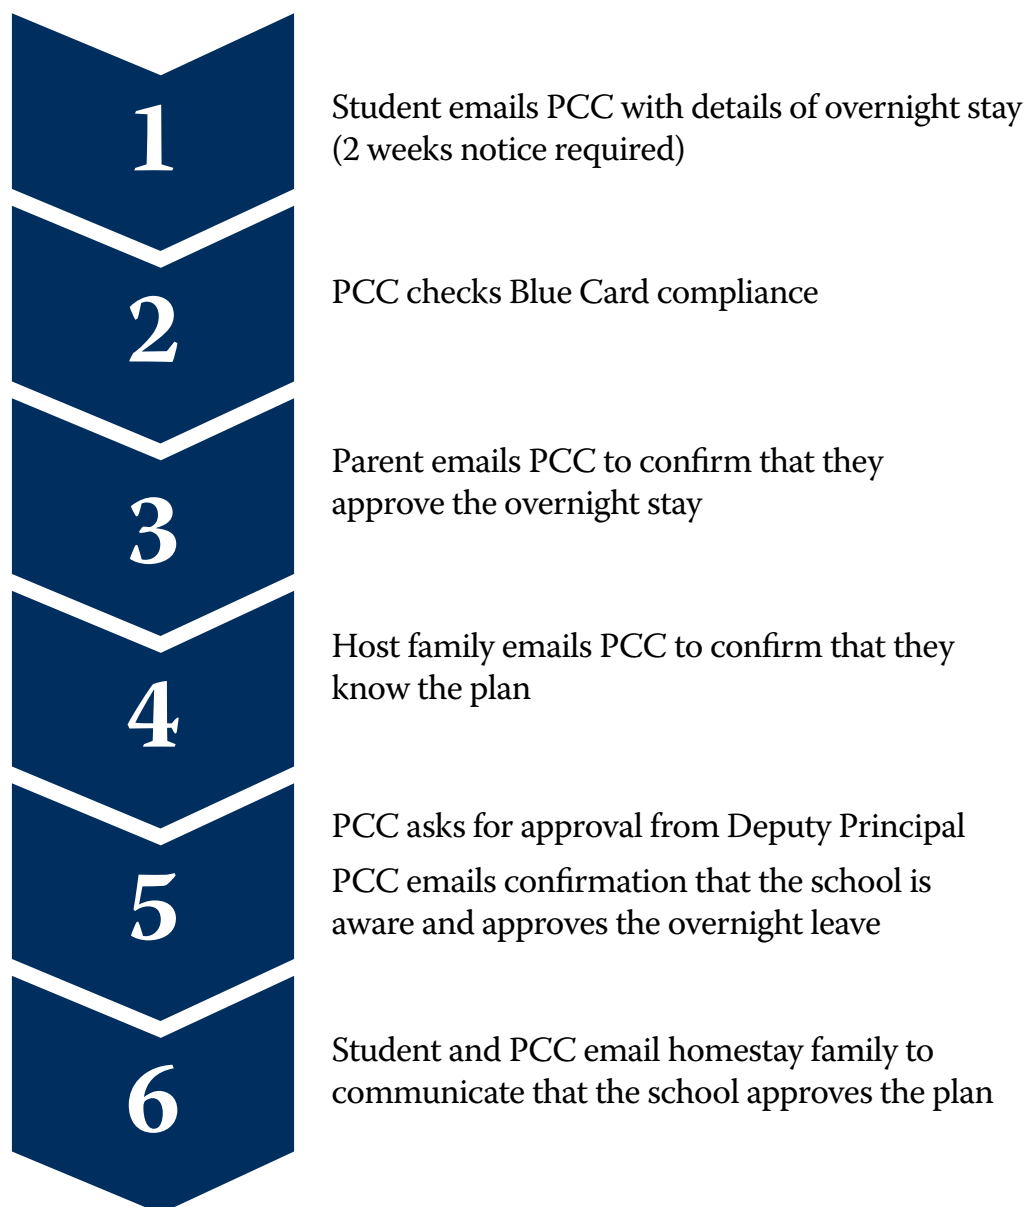 1
Student emails PCC with details of overnight stay
(2 weeks notice required)
2
PCC checks Blue Card compliance
3
Parent emails PCC to confirm that they
approve the overnight stay
4
Host family emails PCC to confirm that they
know the plan
5
PCC asks for approval from Deputy Principal
PCC emails confirmation that the school is
aware and approves the overnight leave
6
Student and PCC email homestay family to
communicate that the school approves the plan